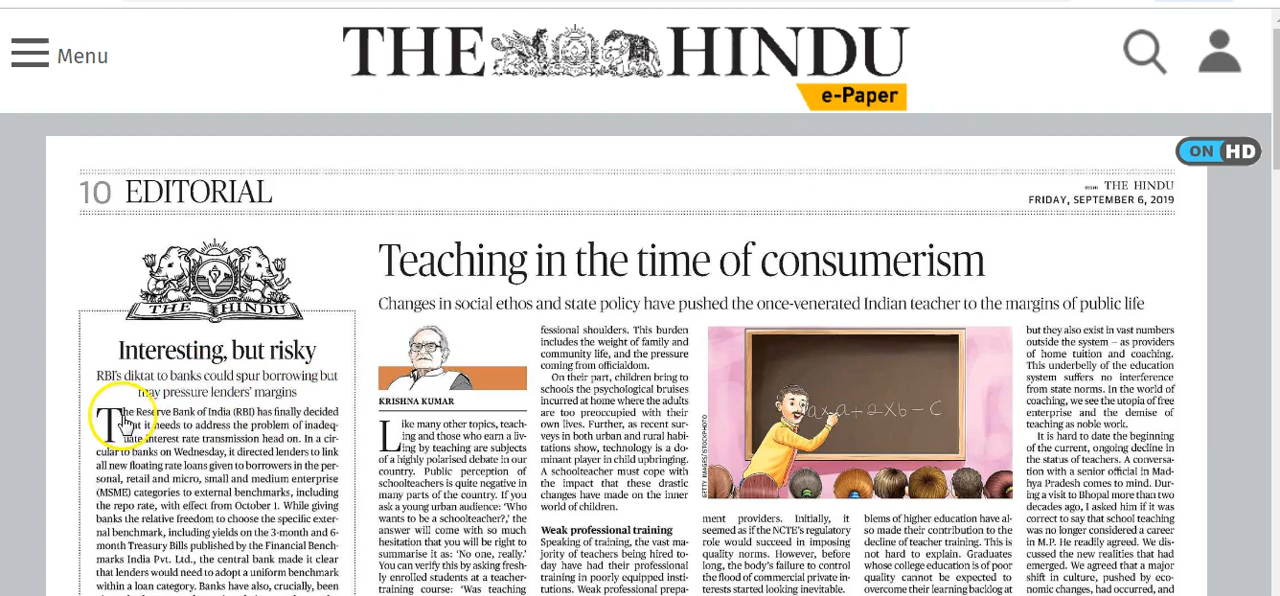 Menu
THE HINDU
e-Paper
ON HD
10 EDITORIAL
THE HINDU
FRIDAY, SEPTEMBER 6, 2019
THE HINDU
Interesting, but risky
RBI's diktat to banks could spur borrowing but
may pressure lenders' margins
The Reserve Bank of India (RBI) has finally decided
it needs to address the problem of inadeq-
uate interest rate transmission head on. In a cir-
cular to banks on Wednesday, it directed lenders to link
all new floating rate loans given to borrowers in the per-
sonal, retail and micro, small and medium enterprise
(MSME) categories to external benchmarks, including
the repo rate, with effect from October 1. While giving
banks the relative freedom to choose the specific exter-
nal benchmark, including yields on the 3-month and 6-
month Treasury Bills published by the Financial Bench-
marks India Pvt. Ltd., the central bank made it clear
that lenders would need to adopt a uniform benchmark
within a loan category. Banks have also, crucially, been
Teaching in the time of consumerism
Changes in social ethos and state policy have pushed the once-venerated Indian teacher to the margins of public life
KRISHNA KUMAR
Like many other topics, teach-
ing and those who earn a liv-
ing by teaching are subjects
of a highly polarised debate in our
country. Public perception of
schoolteachers is quite negative in
many parts of the country. If you
ask a young urban audience: 'Who
wants to be a schoolteacher?,' the
answer will come with so much
hesitation that you will be right to
summarise it as: 'No one, really.'
You can verify this by asking fresh-
ly enrolled students at a teacher-
training course: 'Was teaching
fessional shoulders. This burden
includes the weight of family and
community life, and the pressure
coming from officialdom.
On their part, children bring to
schools the psychological bruises
incurred at home where the adults
are too preoccupied with their
own lives. Further, as recent sur-
veys in both urban and rural habi-
tations show, technology is a do-
minant player in child upbringing.
A schoolteacher must cope with
the impact that these drastic
changes have made on the inner
world of children.
Weak professional training
Speaking of training, the vast ma-
jority of teachers being hired to-
day have had their professional
training in poorly equipped insti-
tutions. Weak professional prepa-
GETTY IMAGES/ISTOCKPHOTO
axa+2xb-c
ment providers. Initially, it
seemed as if the NCTE's regulatory
role would succeed in imposing
quality norms. However, before
long, the body's failure to control
the flood of commercial private in-
terests started looking inevitable.
blems of higher education have al-
so made their contribution to the
decline of teacher training. This is
not hard to explain. Graduates
whose college education is of poor
quality cannot be expected to
overcome their learning backlog at
but they also exist in vast numbers
outside the system – as providers
of home tuition and coaching.
This underbelly of the education
system suffers no interference
from state norms. In the world of
coaching, we see the utopia of free
enterprise and the demise of
teaching as noble work.
It is hard to date the beginning
of the current, ongoing decline in
the status of teachers. A conversa-
tion with a senior official in Mad-
hya Pradesh comes to mind. Dur-
ing a visit to Bhopal more than two
decades ago, I asked him if it was
correct to say that school teaching
was no longer considered a career
in M.P. He readily agreed. We dis-
cussed the new realities that had
emerged. We agreed that a major
shift in culture, pushed by eco-
nomic changes, had occurred, and